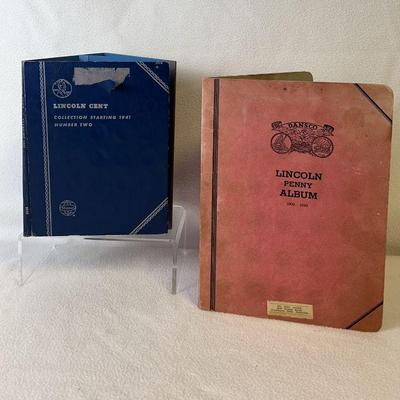 LINCOLN CENT
COLLECTION STARTING 1941
NUMBER TWO
DANSCO
LINCOLN
PENNY
ALBUM